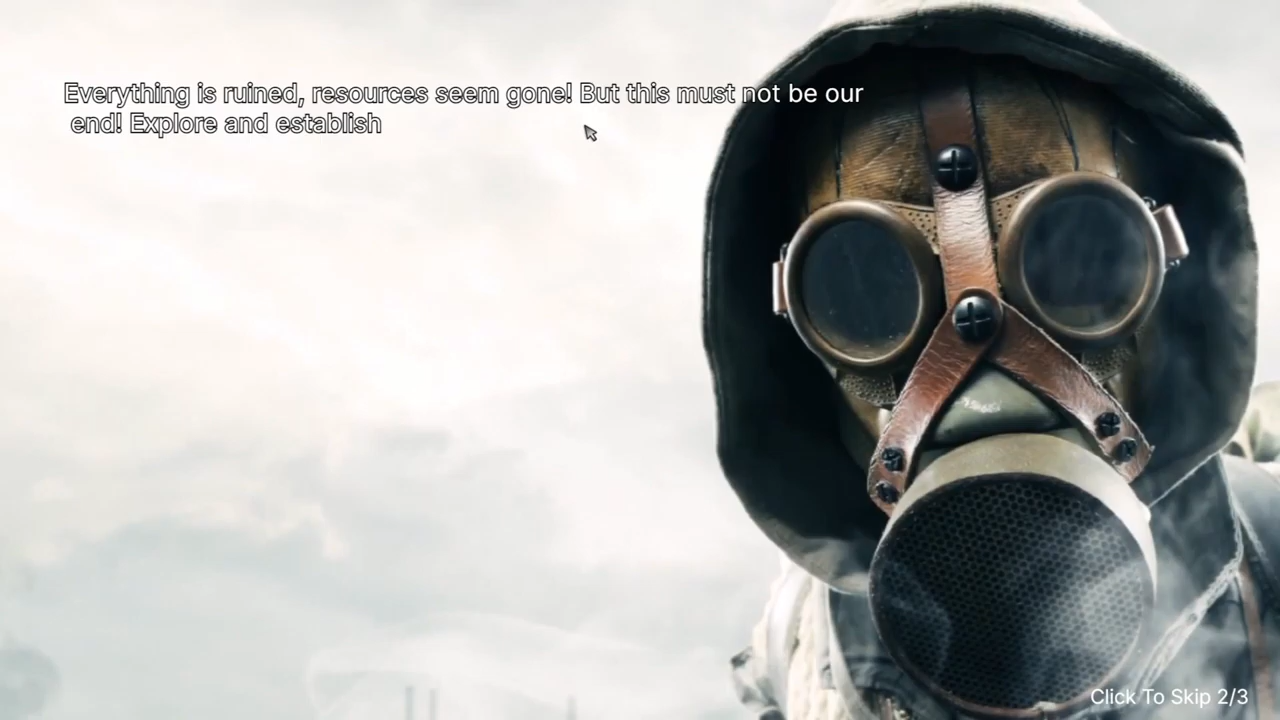 Everything is ruined, resources seem gone! But this must not be our
end! Explore and establish
Click To Skip 2/3